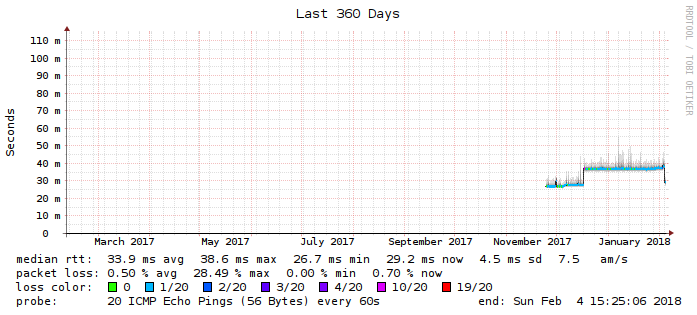 Last 360 Days
RRDTOOL / TOBI OETIKER
Seconds
110 m
100 m
90 m
80 m
70 m
60 m
50 m
40 m
30 m
20 m
10 m
0
March 2017 May 2017 July 2017 September 2017 November 2017 January 2018
median rtt: 33.9 ms avg 38.6 ms max 26.7 ms min 29.2 ms now 4.5 ms sd 7.5 am/s
packet loss: 0.50 % avg 28.49 % max 0.00 % min 0.70 % now
loss color: 0 1/20 2/20 3/20 4/20 10/20 19/20
probe: 20 ICMP Echo Pings (56 Bytes) every 60s end: Sun Feb 4 15:25:06 2018